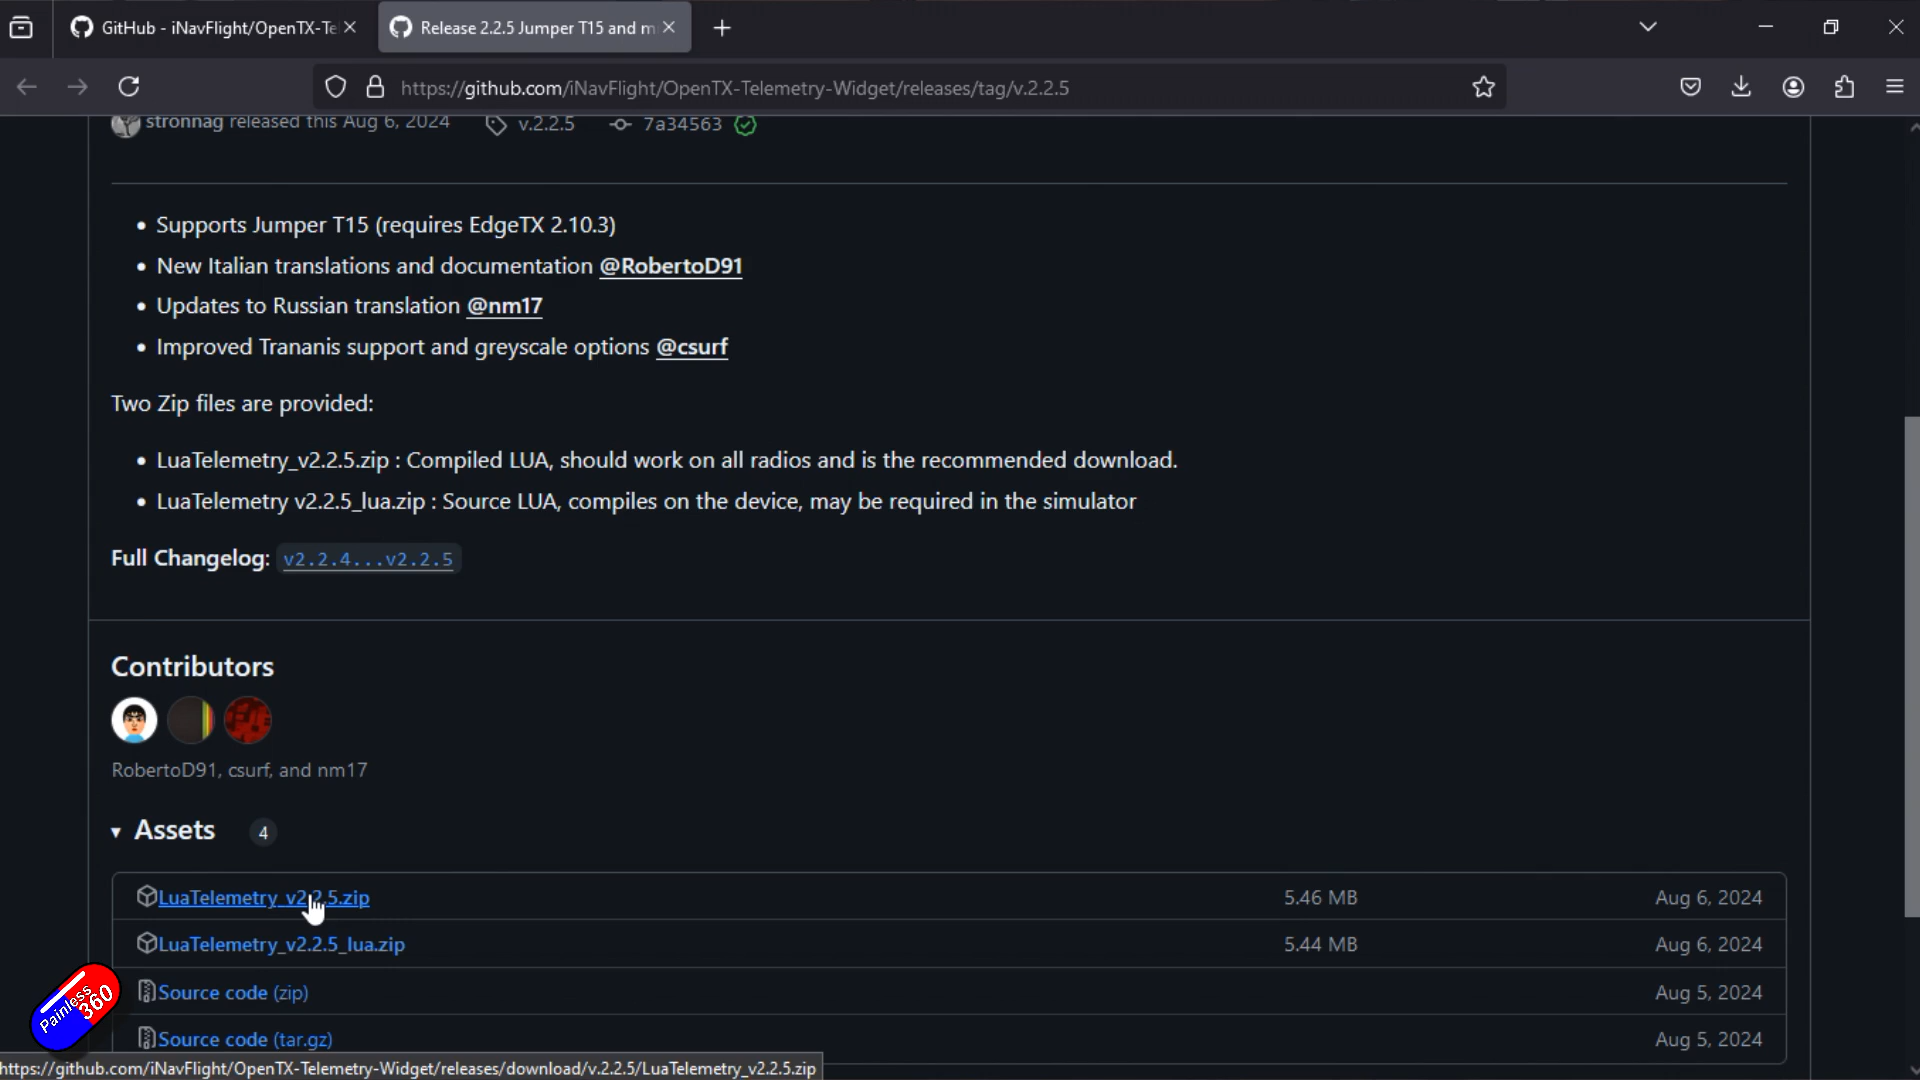 GitHub - iNavFlight/OpenTX-Te
Release 2.2.5 Jumper T15 and m
https://github.com/iNavFlight/OpenTX-Telemetry-Widget/releases/tag/v.2.2.5
stronnag released this Aug 6, 2024 v.2.2.5 7a34563
• Supports Jumper T15 (requires EdgeTX 2.10.3)
• New Italian translations and documentation @RobertoD91
• Updates to Russian translation @nm17
• Improved Trananis support and greyscale options @csurf
Two Zip files are provided:
• LuaTelemetry_v2.2.5.zip : Compiled LUA, should work on all radios and is the recommended download.
• LuaTelemetry v2.2.5_lua.zip : Source LUA, compiles on the device, may be required in the simulator
Full Changelog: v2.2.4...v2.2.5
Contributors
RobertoD91, csurf, and nm17
Assets 4
LuaTelemetry_v2.2.5.zip 5.46 MB Aug 6, 2024
LuaTelemetry_v2.2.5_lua.zip 5.44 MB Aug 6, 2024
Source code (zip) Aug 5, 2024
Source code (tar.gz) Aug 5, 2024
Painless
360
https://github.com/iNavFlight/OpenTX-Telemetry-Widget/releases/download/v.2.2.5/LuaTelemetry_v2.2.5.zip